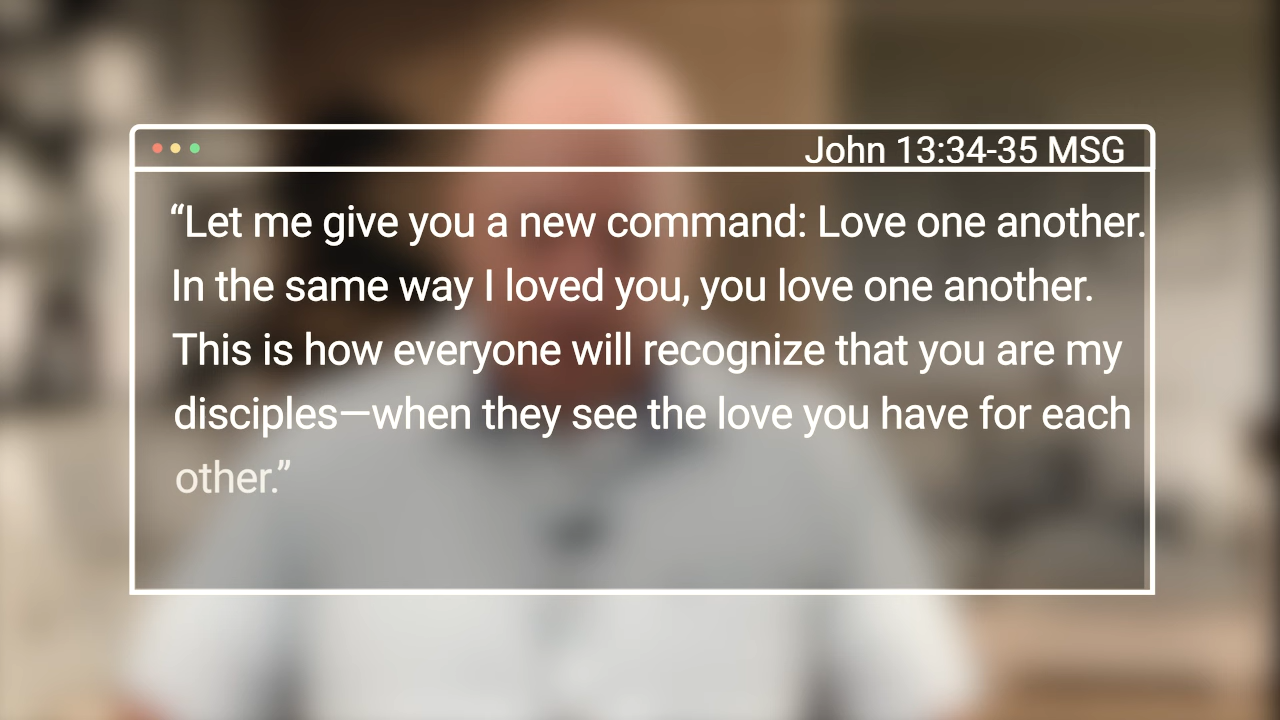 John 13:34-35 MSG
“Let me give you a new command: Love one another.
In the same way I loved you, you love one another.
This is how everyone will recognize that you are my
disciples—when they see the love you have for each
other.”